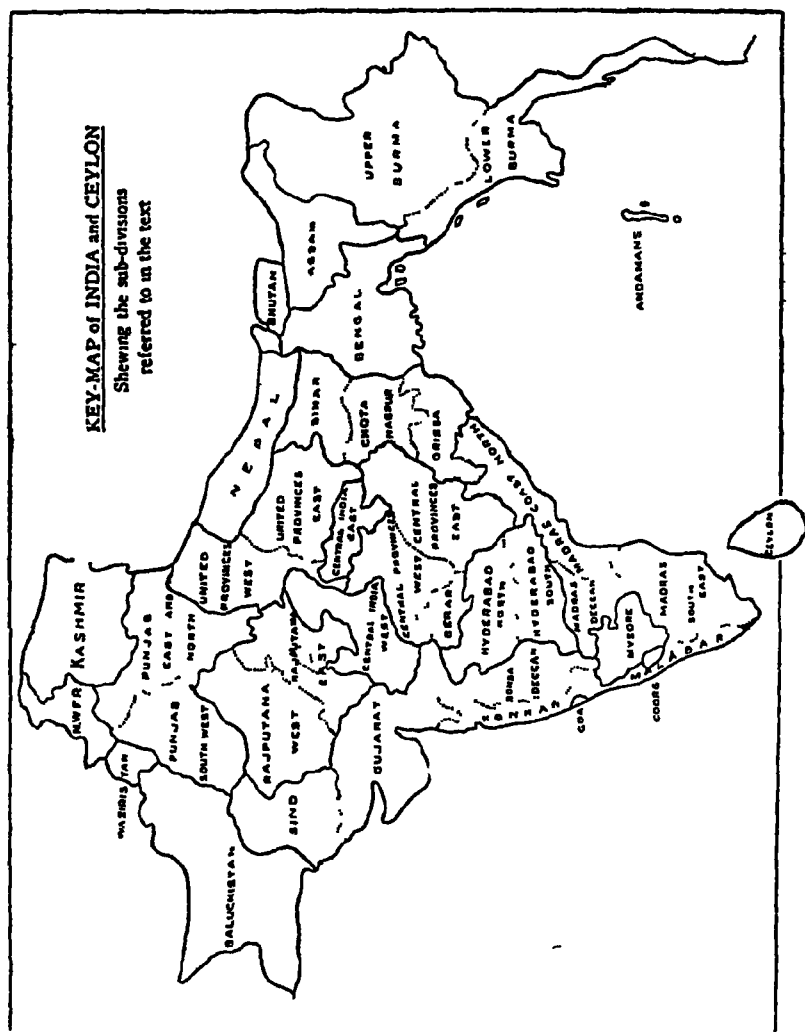 KEY-MAP of INDIA and CEYLON
Shewing the sub-divisions
referred to in the text
KASHMIR
N.W.F.P.
WAZIRISTAN
PUNJAB
EAST AND
NORTH
PUNJAB
SOUTH WEST
BALUCHISTAN
SIND
RAJPUTANA
WEST
RAJPUTANA
EAST
GUJARAT
UNITED
PROVINCES
WEST
UNITED
PROVINCES
EAST
NEPAL
BHUTAN
ASSAM
BENGAL
BIHAR
CHOTA
NAGPUR
ORISSA
CENTRAL INDIA
EAST
CENTRAL INDIA
WEST
CENTRAL PROVINCES
WEST
CENTRAL
PROVINCES
EAST
BERAR
HYDERABAD
NORTH
HYDERABAD
SOUTH
BOMBAY
DECCAN
KONKAN
GOA
MADRAS COAST NORTH
MADRAS
DECCAN
MYSORE
COORG
MALABAR
MADRAS
SOUTH
EAST
CEYLON
UPPER
BURMA
LOWER
BURMA
ANDAMANS